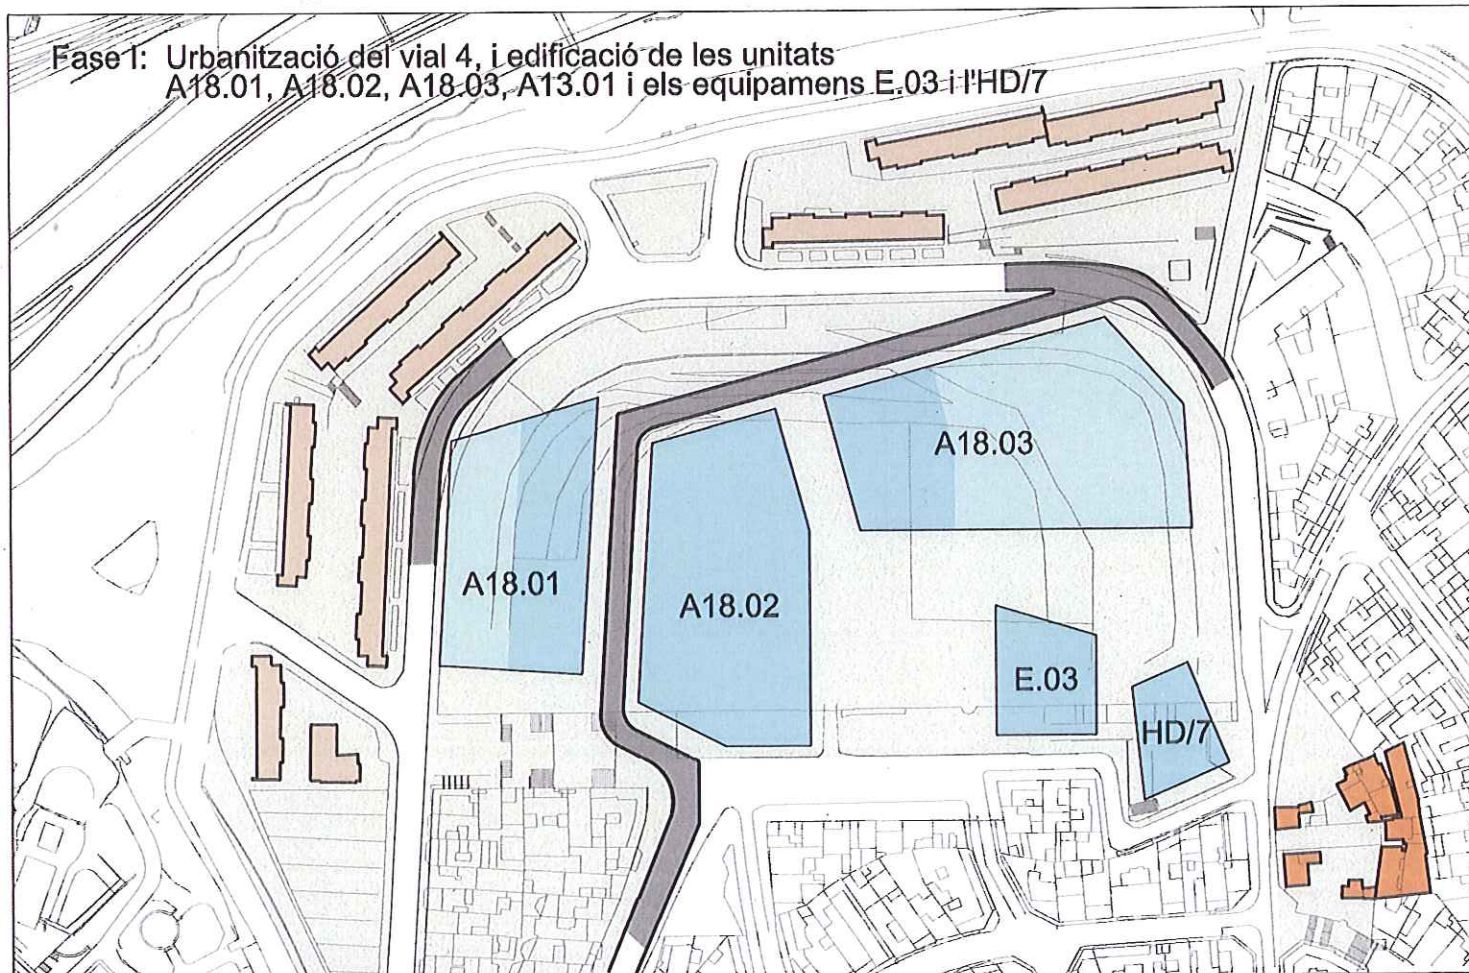 Fase I: Urbanització del vial 4, i edificació de les unitats
A18.01, A18.02, A18.03, A13.01 i els equipamens E.03 i l'HD/7
A18.03
A18.01
A18.02
E.03
HD/7